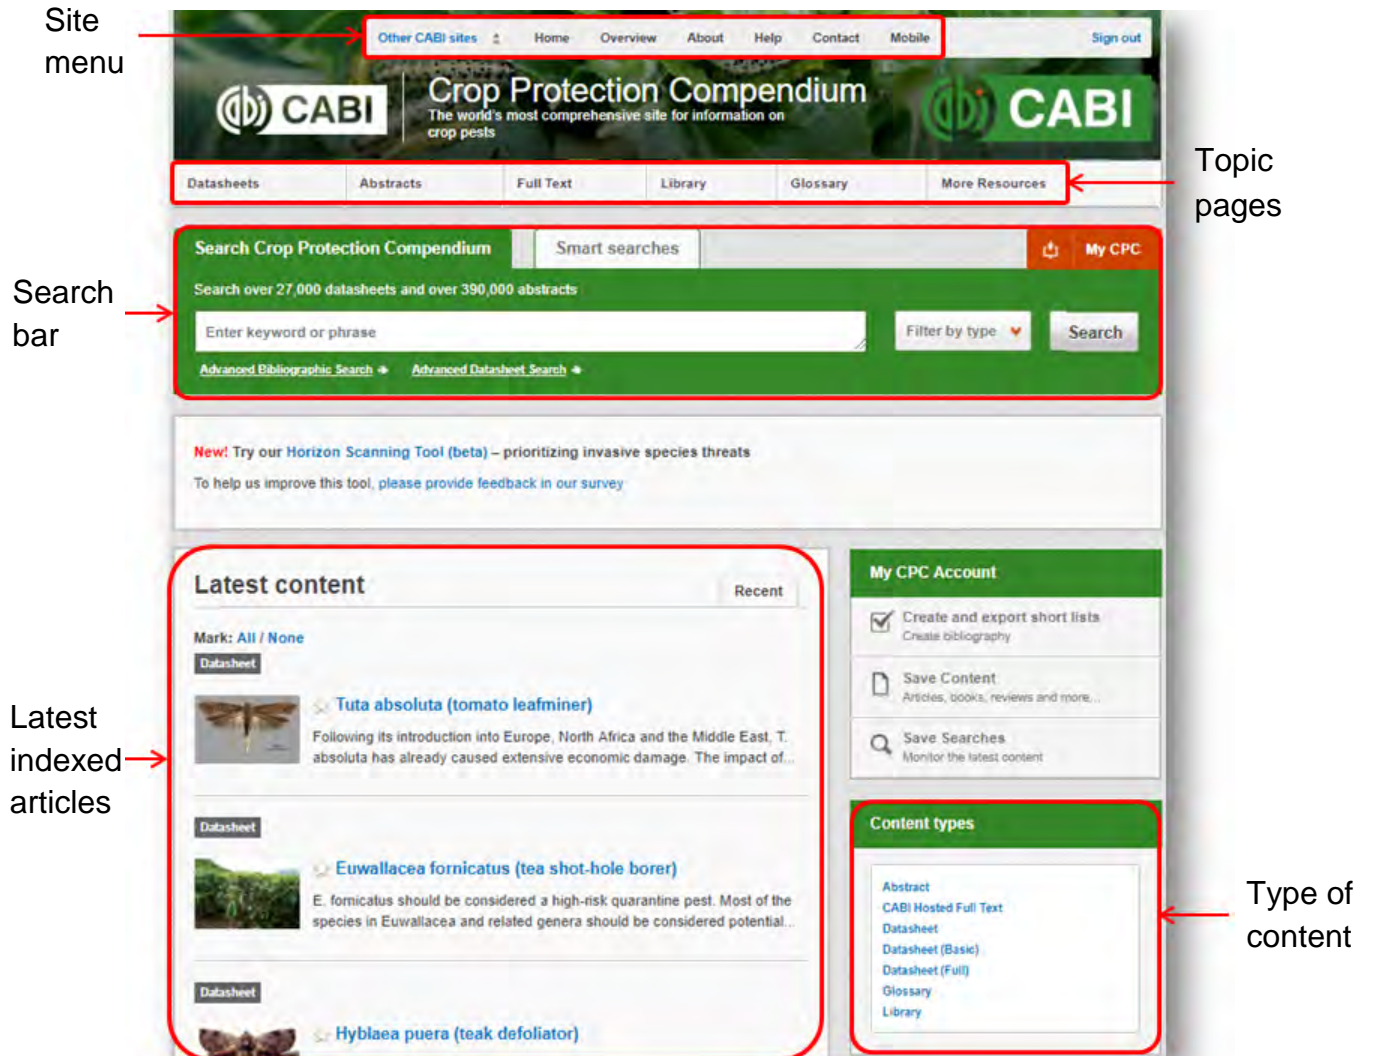 Site
menu
Other CABI sites Home Overview About Help Contact Mobile Sign out
CABI
Crop Protection Compendium
The world's most comprehensive site for information on
crop pests
CABI
Topic
pages
Datasheets Abstracts Full Text Library Glossary More Resources
Search
bar
Search Crop Protection Compendium Smart searches My CPC
Search over 27,000 datasheets and over 390,000 abstracts
Enter keyword or phrase Filter by type Search
Advanced Bibliographic Search Advanced Datasheet Search
New! Try our Horizon Scanning Tool (beta) – prioritizing invasive species threats
To help us improve this tool, please provide feedback in our survey
Latest
indexed
articles
Latest content Recent
Mark: All / None
Datasheet
Tuta absoluta (tomato leafminer)
Following its introduction into Europe, North Africa and the Middle East, T.
absoluta has already caused extensive economic damage. The impact of...
Datasheet
Euwallacea fornicatus (tea shot-hole borer)
E. fornicatus should be considered a high-risk quarantine pest. Most of the
species in Euwallacea and related genera should be considered potential...
Datasheet
Hyblaea puera (teak defoliator)
My CPC Account
Create and export short lists
Create bibliography
Save Content
Articles, books, reviews and more...
Save Searches
Monitor the latest content
Content types
Abstract
CABI Hosted Full Text
Datasheet
Datasheet (Basic)
Datasheet (Full)
Glossary
Library
Type of
content